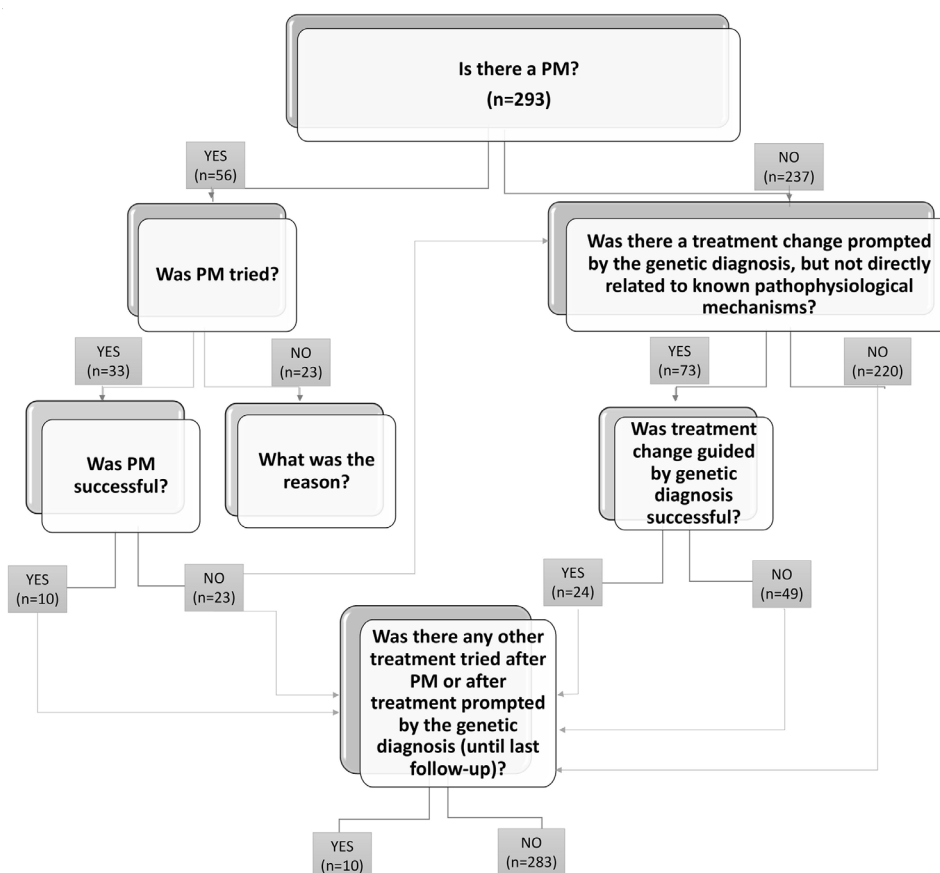 Is there a PM?
(n=293)
YES
(n=56)
NO
(n=237)
Was PM tried?
Was there a treatment change prompted
by the genetic diagnosis, but not directly
related to known pathophysiological
mechanisms?
YES
(n=33)
NO
(n=23)
YES
(n=73)
NO
(n=220)
Was PM
successful?
What was the
reason?
Was treatment
change guided
by genetic
diagnosis
successful?
YES
(n=10)
NO
(n=23)
YES
(n=24)
NO
(n=49)
Was there any other
treatment tried after
PM or after
treatment prompted
by the genetic
diagnosis (until last
follow-up)?
YES
(n=10)
NO
(n=283)